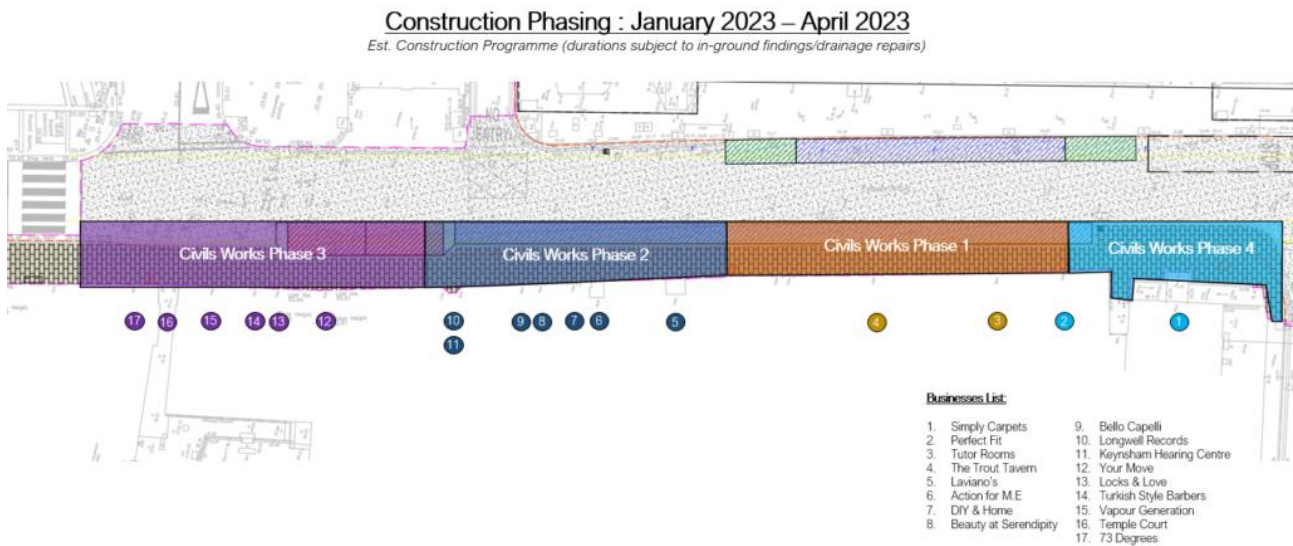 Construction Phasing : January 2023 – April 2023
Est. Construction Programme (durations subject to in-ground findings/drainage repairs)
ENTRY
Civils Works Phase 3
Civils Works Phase 2
Civils Works Phase 1
Civils Works Phase 4
17 16 15 14 13 12 10 9 8 7 6 5 4 3 2 1
11
Businesses List:
1. Simply Carpets
2. Perfect Fit
3. Tutor Rooms
4. The Trout Tavern
5. Laviano's
6. Action for M.E
7. DIY & Home
8. Beauty at Serendipity
9. Bello Capelli
10. Longwell Records
11. Keynsham Hearing Centre
12. Your Move
13. Locks & Love
14. Turkish Style Barbers
15. Vapour Generation
16. Temple Court
17. 73 Degrees